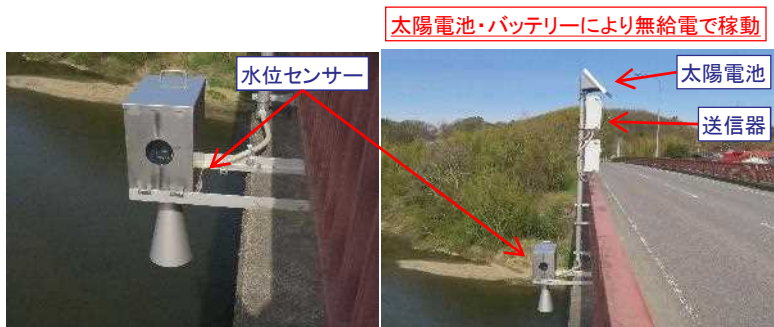 太陽電池・バッテリーにより無給電で稼動
水位センサー
太陽電池
送信器